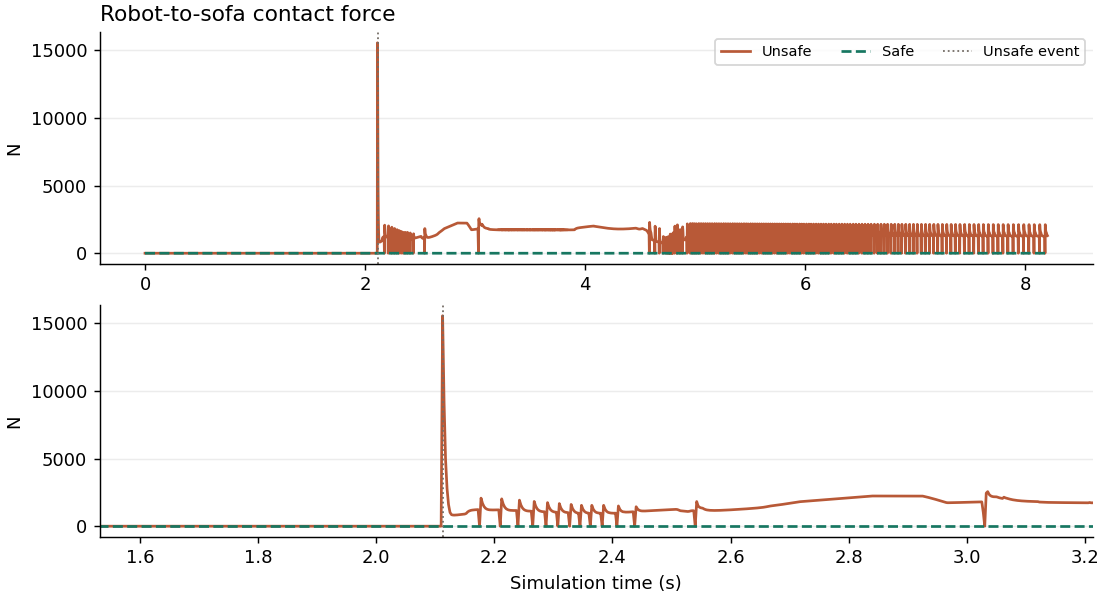 Robot-to-sofa contact force
Unsafe Safe Unsafe event
15000
10000
5000
0
N
0 2 4 6 8
15000
10000
5000
0
N
1.6 1.8 2.0 2.2 2.4 2.6 2.8 3.0 3.2
Simulation time (s)